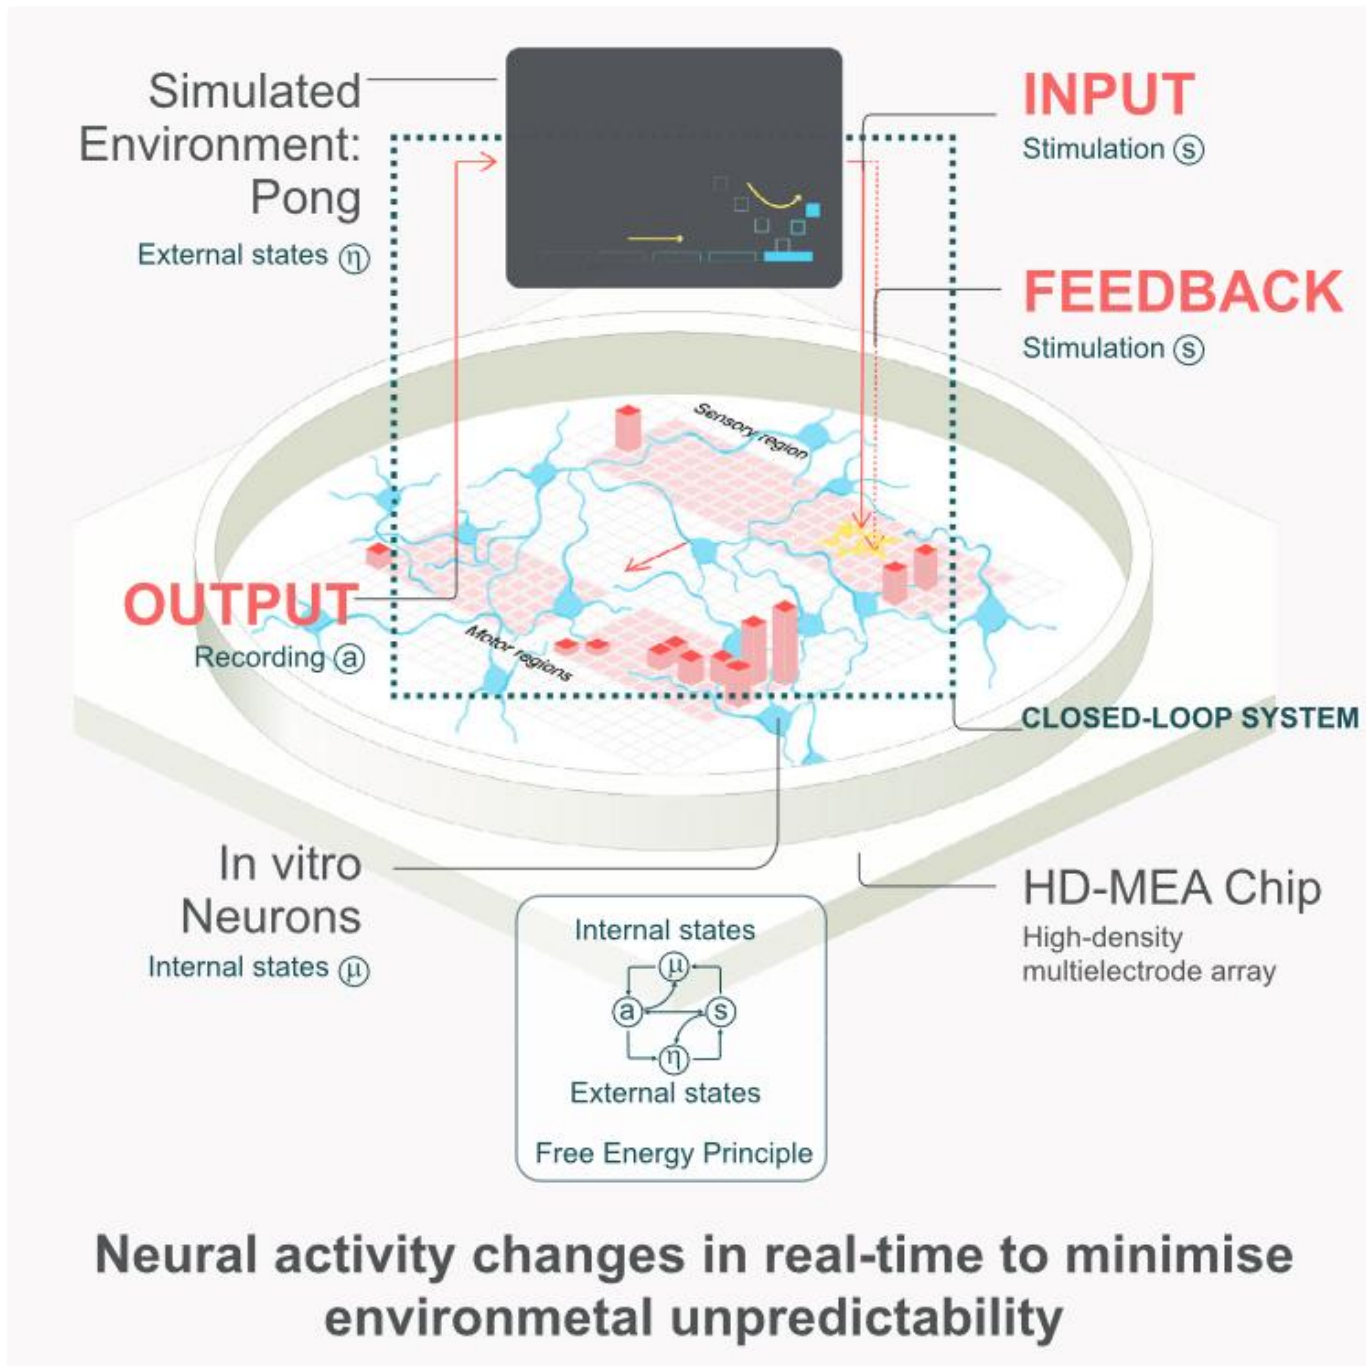 Simulated
Environment:
Pong
External states η
INPUT
Stimulation s
FEEDBACK
Stimulation s
Sensory region
OUTPUT
Recording a
Motor regions
CLOSED-LOOP SYSTEM
In vitro
Neurons
Internal states μ
HD-MEA Chip
High-density
multielectrode array
Internal states
μ
a s
η
External states
Free Energy Principle
Neural activity changes in real-time to minimise
environmetal unpredictability